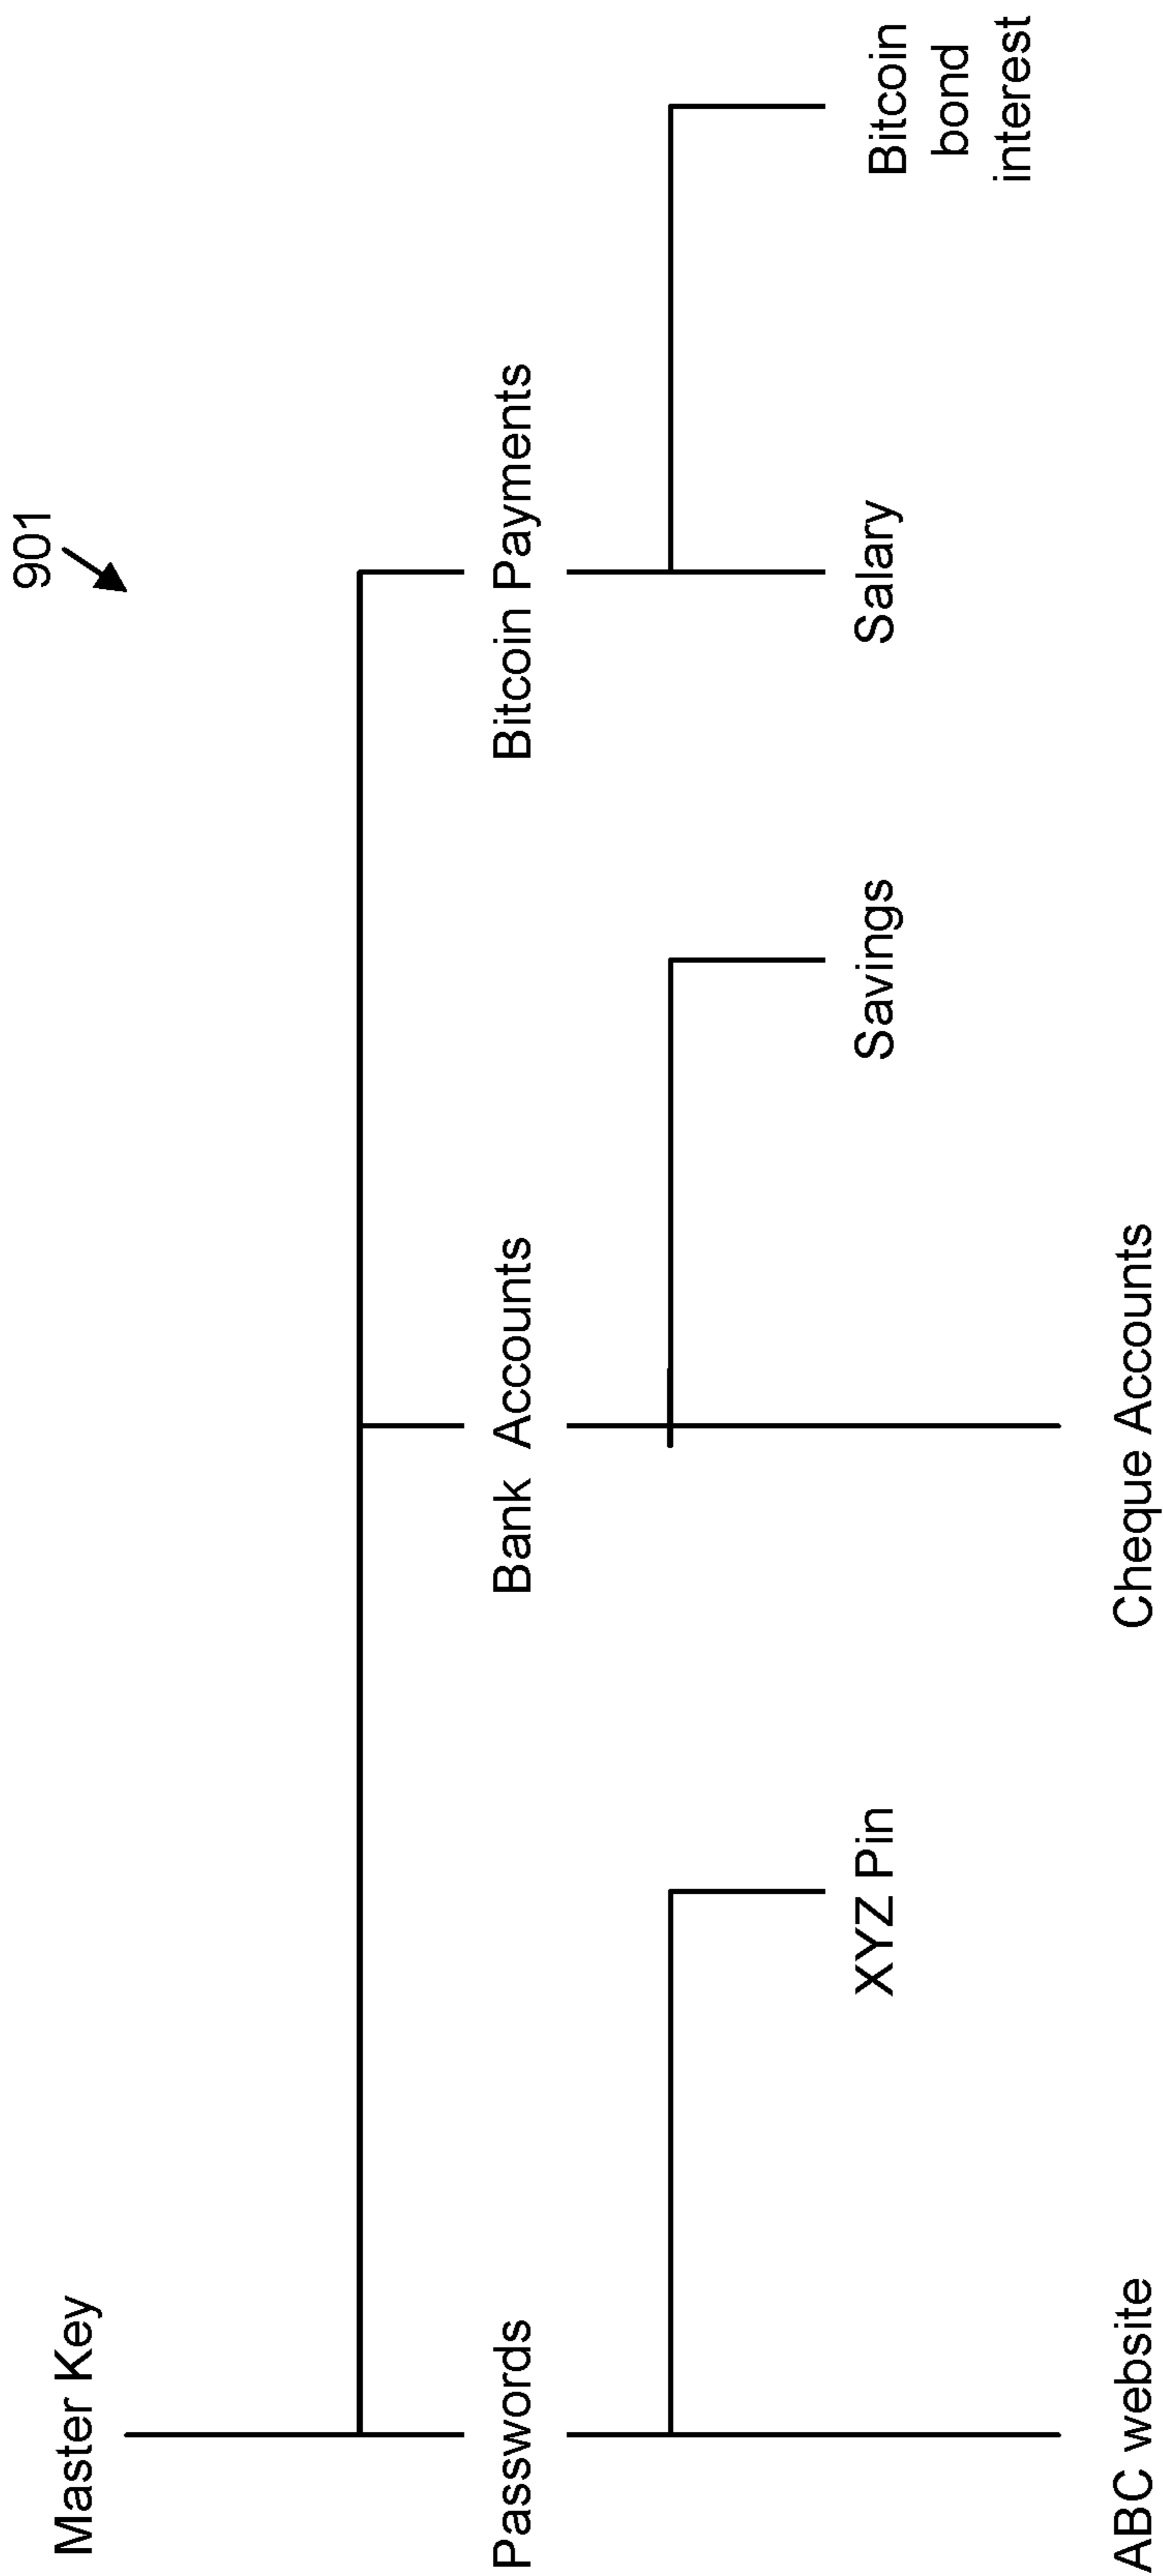 901
Master Key
Passwords
Bank Accounts
Bitcoin Payments
XYZ Pin
Savings
Salary
Bitcoin
bond
interest
ABC website
Cheque Accounts